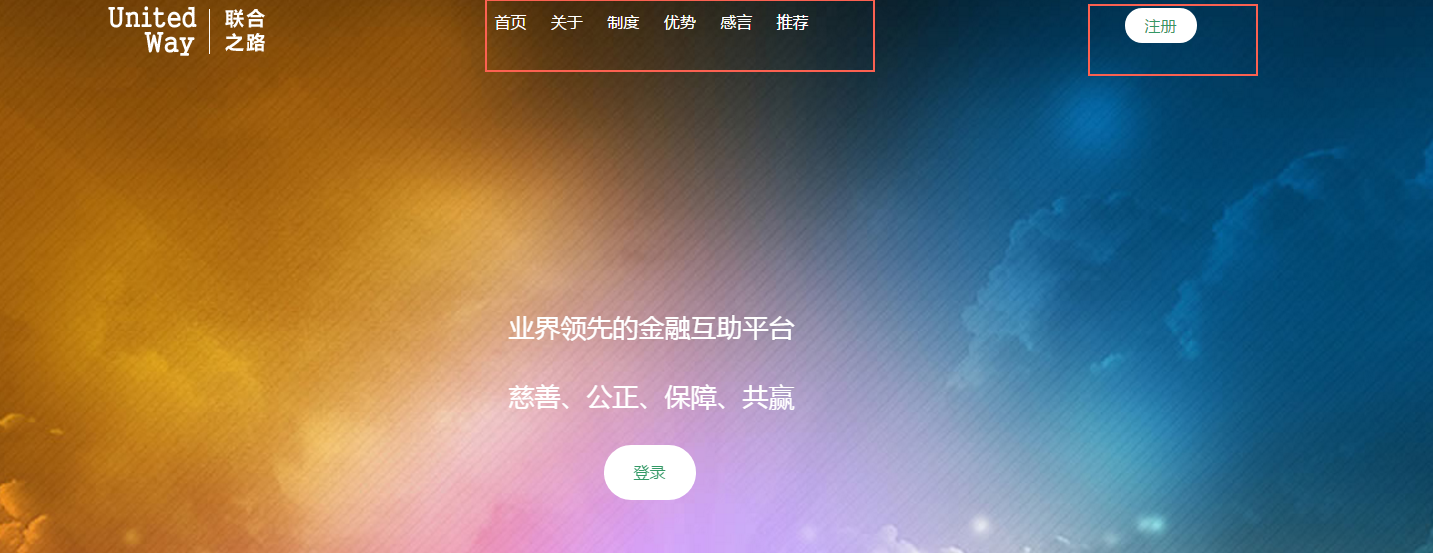 United Way
联合之路
首页 关于 制度 优势 感言 推荐
注册
业界领先的金融互助平台
慈善、公正、保障、共赢
登录